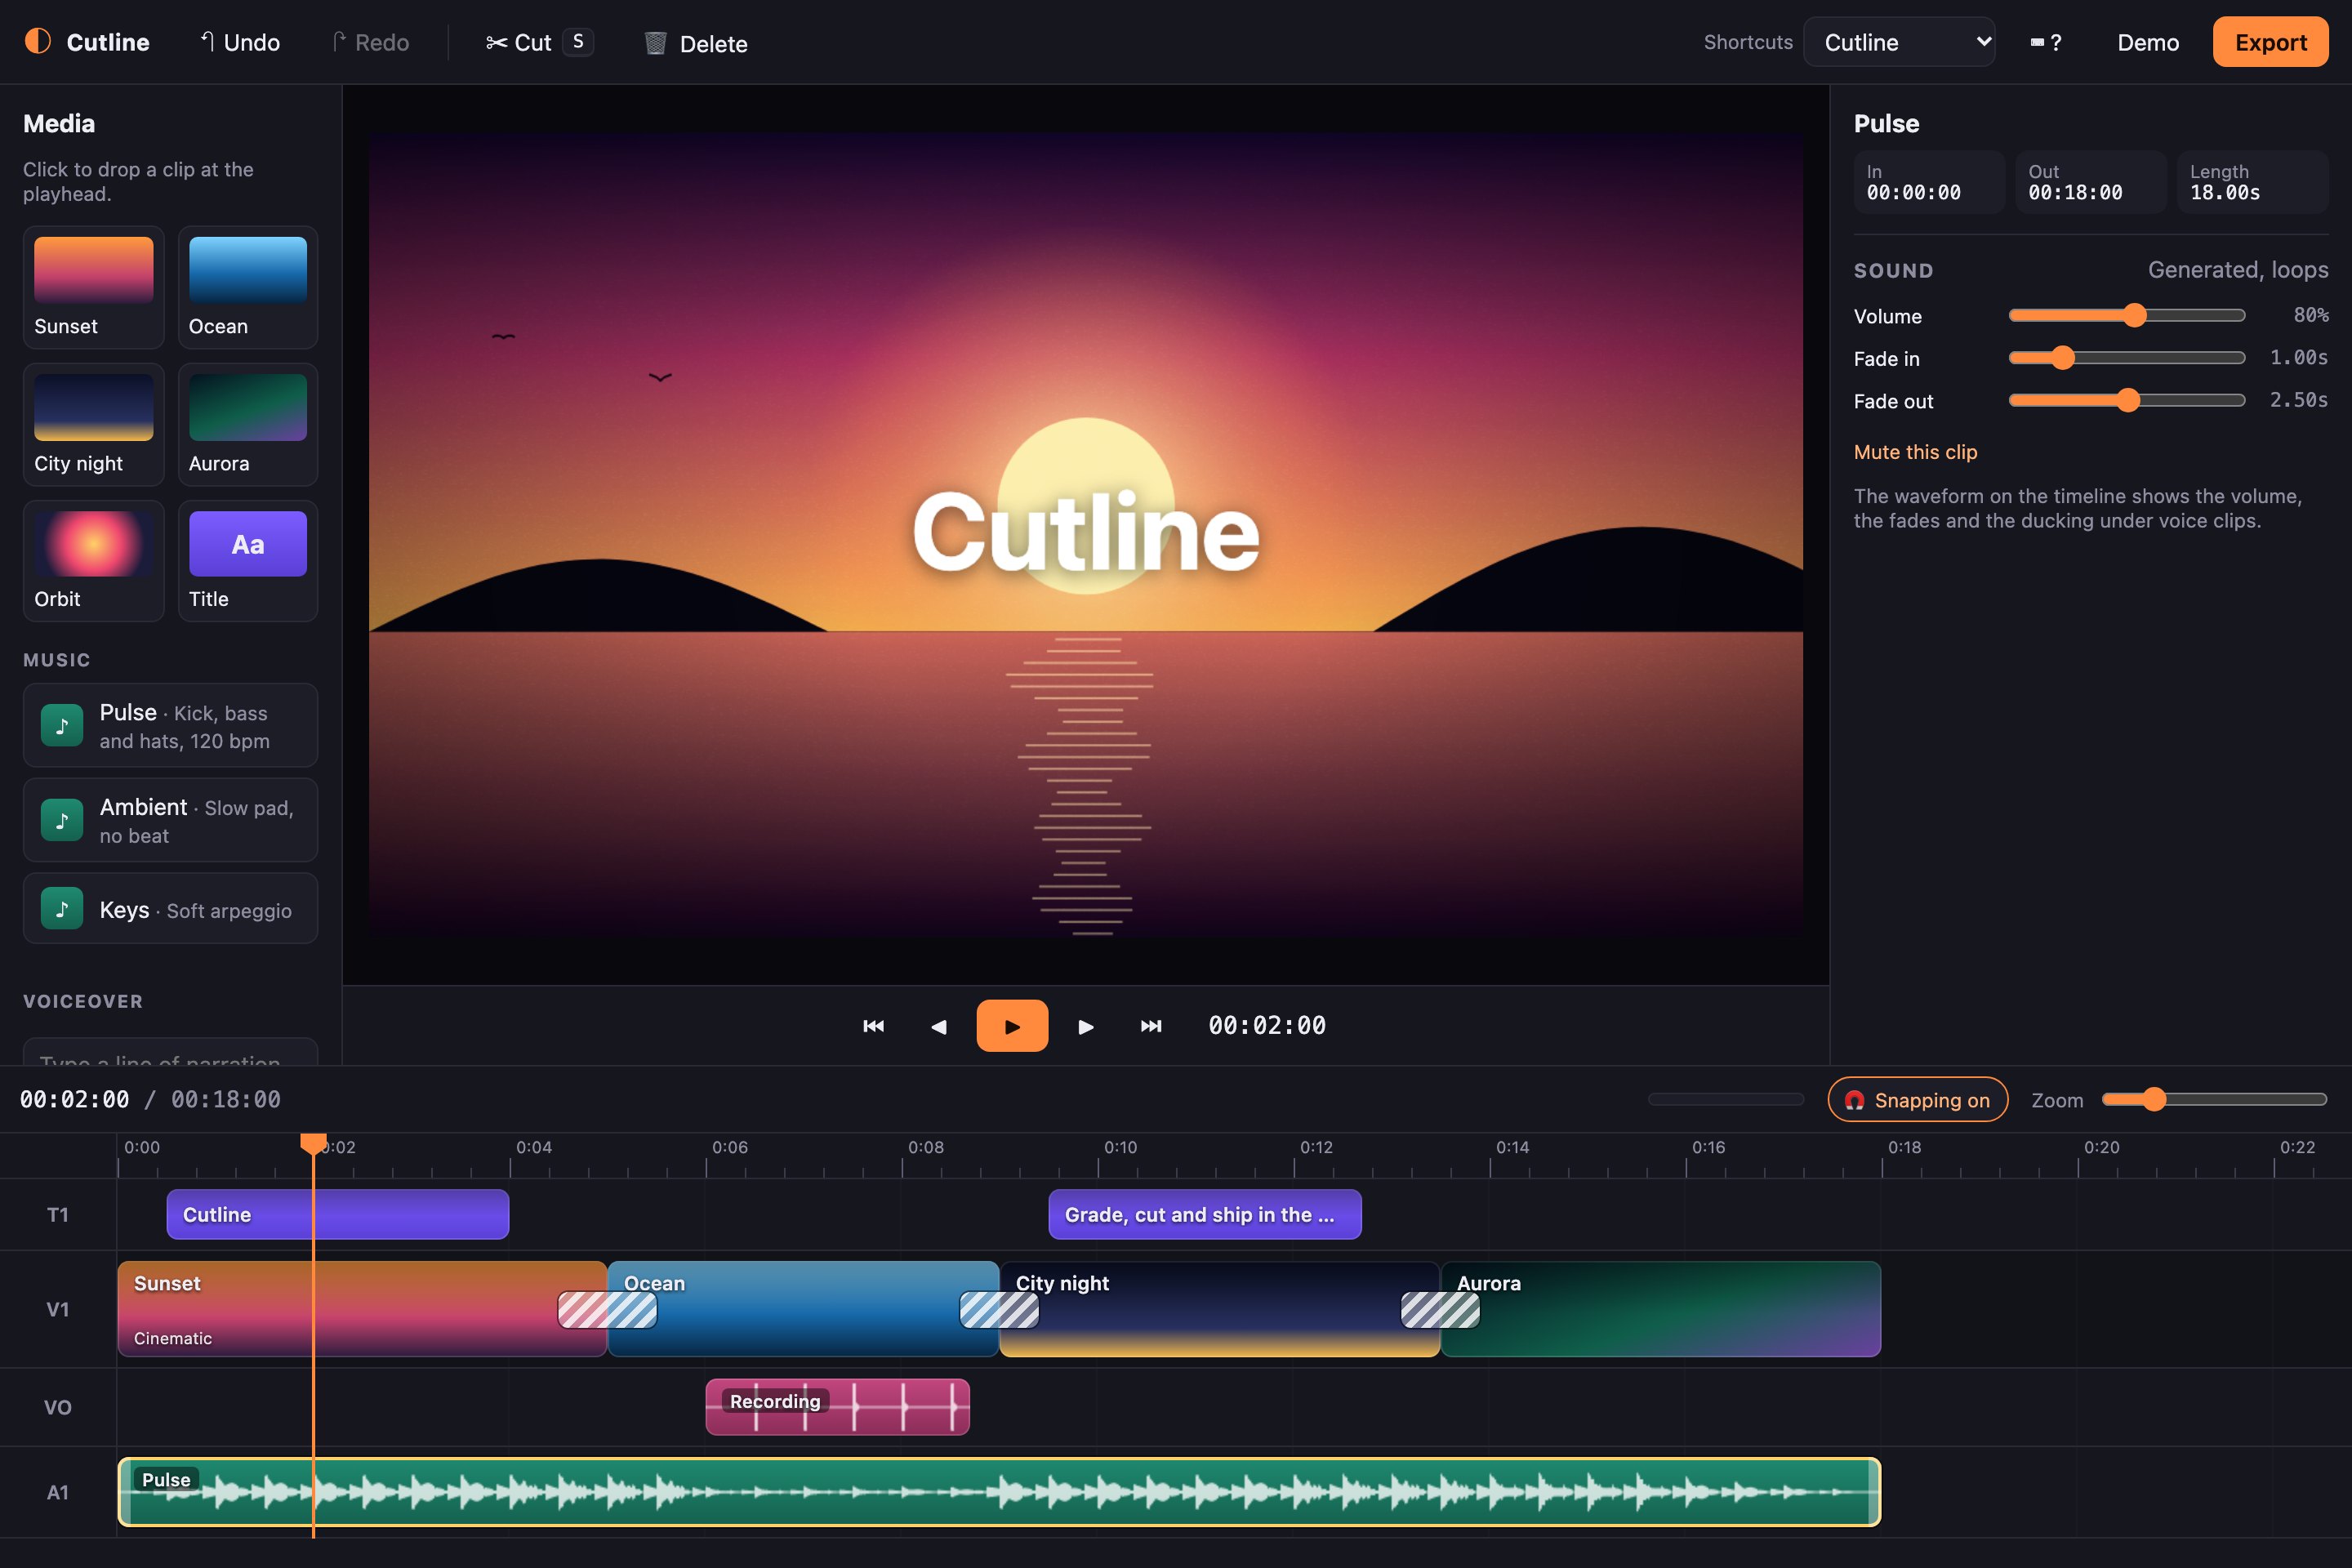 Cutline
Undo
Redo
Cut S
Delete
Shortcuts
Cutline
?
Demo
Export
Media
Click to drop a clip at the
playhead.
Sunset
Ocean
City night
Aurora
Orbit
Aa
Title
MUSIC
Pulse · Kick, bass
and hats, 120 bpm
Ambient · Slow pad,
no beat
Keys · Soft arpeggio
VOICEOVER
Type a line of narration
Cutline
00:02:00
Pulse
In
00:00:00
Out
00:18:00
Length
18.00s
SOUND
Generated, loops
Volume
80%
Fade in
1.00s
Fade out
2.50s
Mute this clip
The waveform on the timeline shows the volume,
the fades and the ducking under voice clips.
00:02:00 / 00:18:00
Snapping on
Zoom
0:00 0:02 0:04 0:06 0:08 0:10 0:12 0:14 0:16 0:18 0:20 0:22
T1
Cutline
Grade, cut and ship in the ...
V1
Sunset
Cinematic
Ocean
City night
Aurora
VO
Recording
A1
Pulse